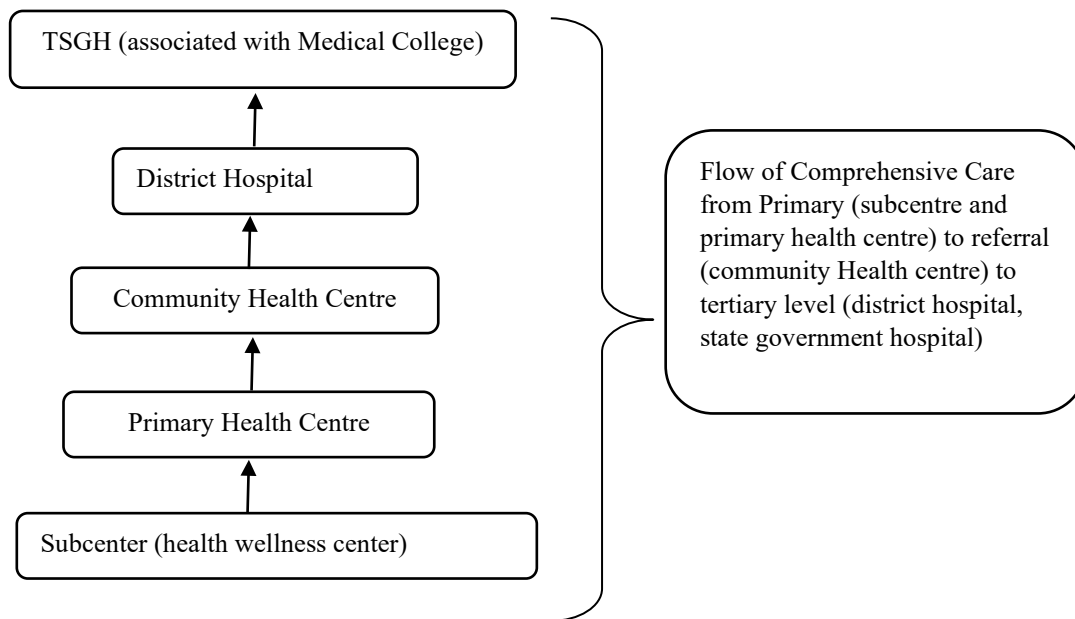 TSGH (associated with Medical College)
District Hospital
Community Health Centre
Primary Health Centre
Subcenter (health wellness center)
Flow of Comprehensive Care
from Primary (subcentre and
primary health centre) to referral
(community Health centre) to
tertiary level (district hospital,
state government hospital)